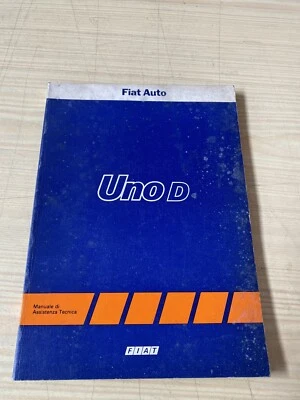 Fiat Auto
Uno D
Manuale di
Assistenza Tecnica
FIAT